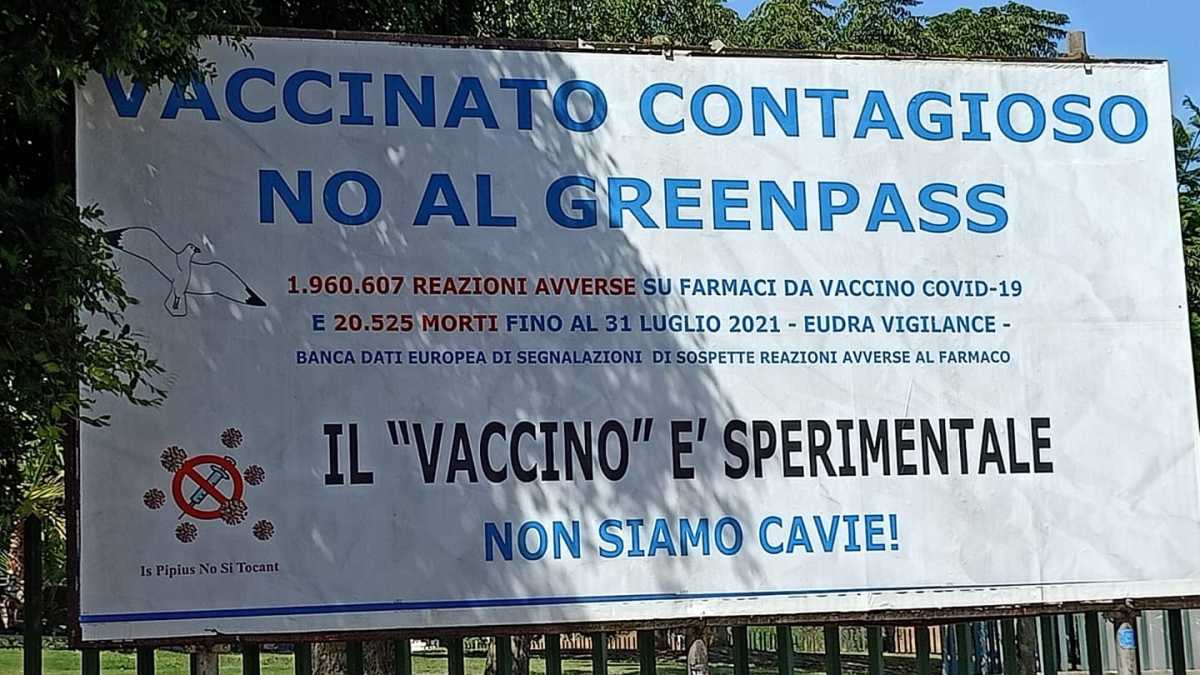 VACCINATO CONTAGIOSO
NO AL GREENPASS
1.960.607 REAZIONI AVVERSE SU FARMACI DA VACCINO COVID-19
E 20.525 MORTI FINO AL 31 LUGLIO 2021 - EUDRA VIGILANCE -
BANCA DATI EUROPEA DI SEGNALAZIONI DI SOSPETTE REAZIONI AVVERSE AL FARMACO
IL “VACCINO” E’ SPERIMENTALE
NON SIAMO CAVIE!
Is Pipius No Si Tocant